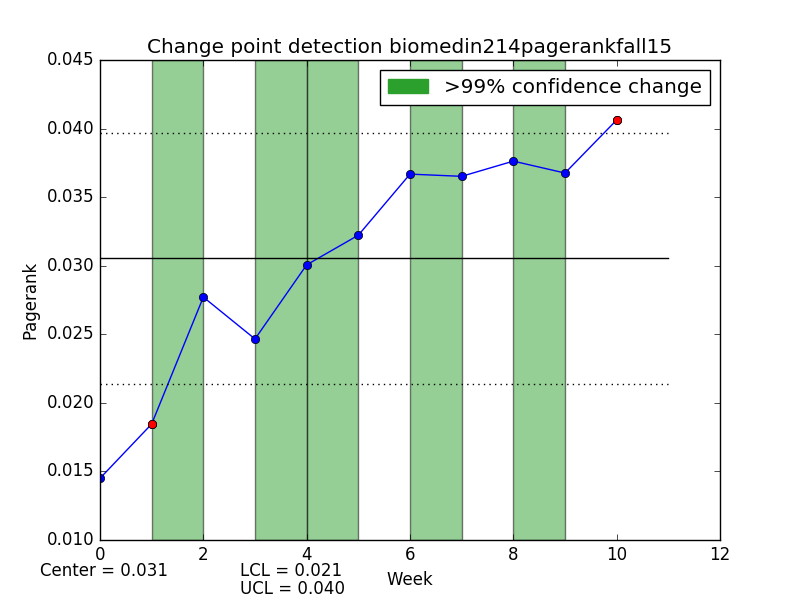 Change point detection biomedin214pagerankfall15
>99% confidence change
0.045
0.040
0.035
0.030
0.025
0.020
0.015
0.010
Pagerank
0 2 4 6 8 10 12
Week
Center = 0.031
LCL = 0.021
UCL = 0.040